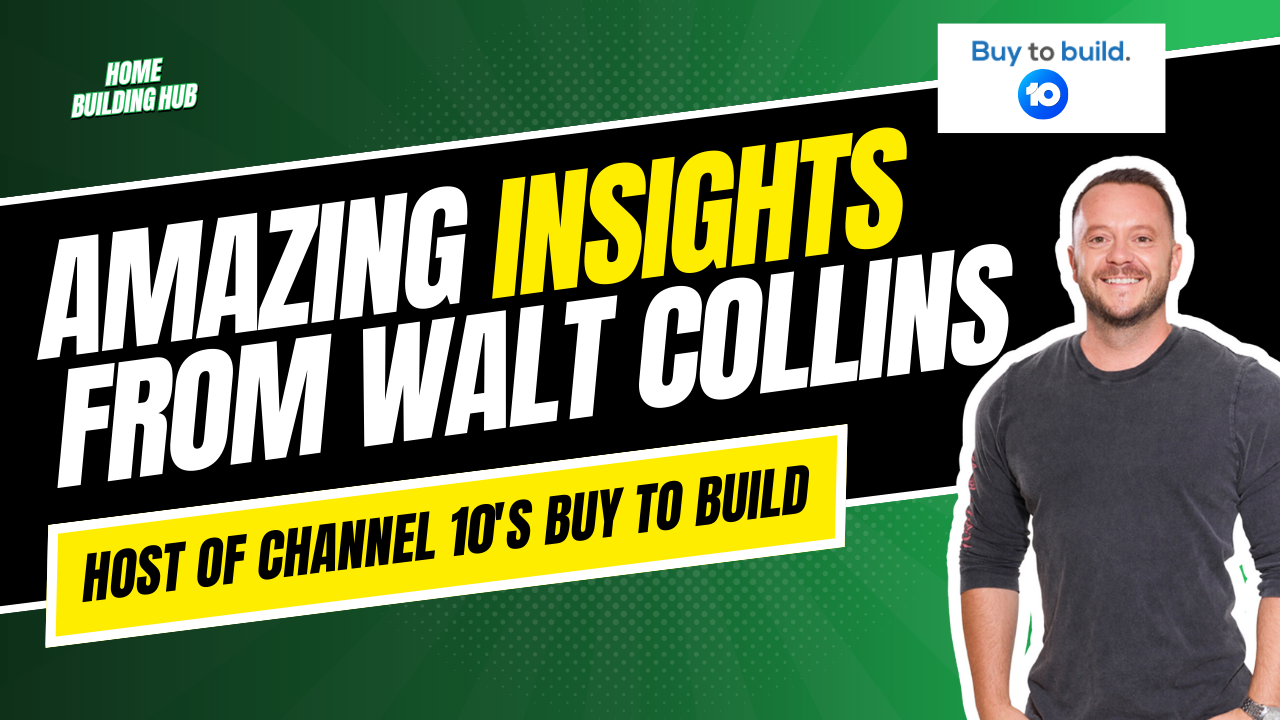 HOME
BUILDING HUB
Buy to build.
10
AMAZING INSIGHTS
FROM WALT COLLINS
HOST OF CHANNEL 10'S BUY TO BUILD